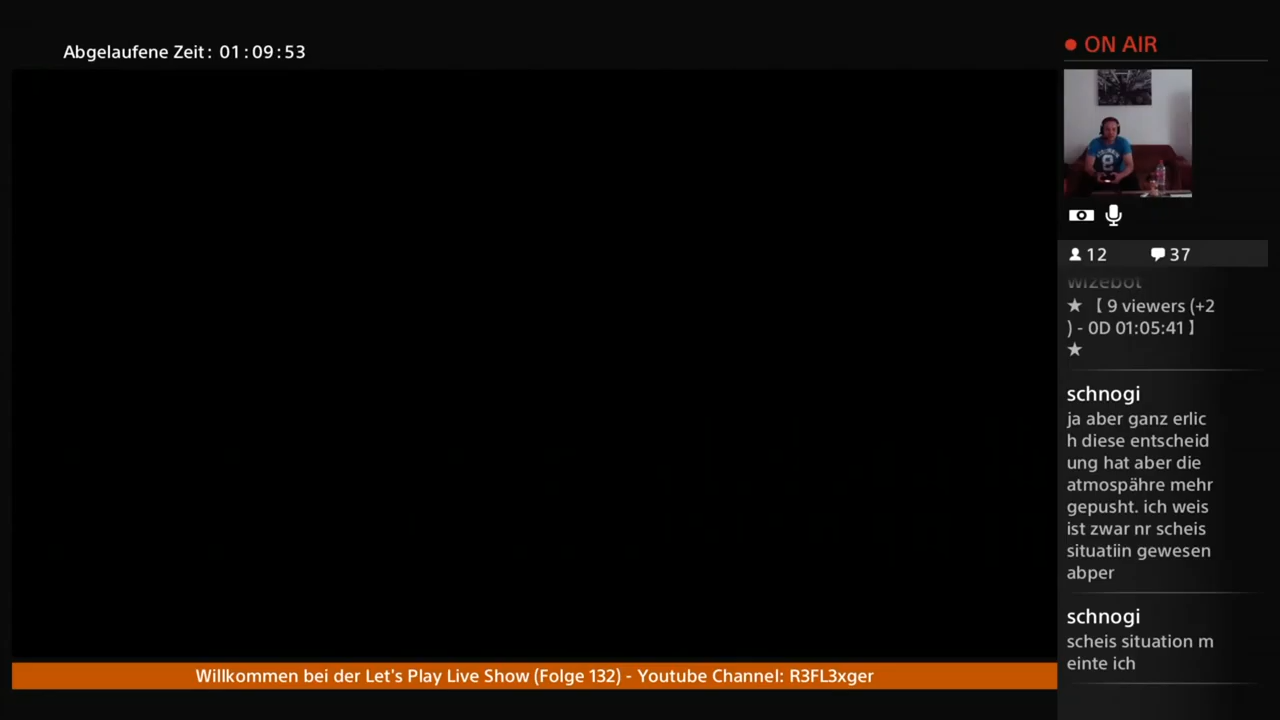 Abgelaufene Zeit: 01:09:53
ON AIR
12 37
wizebot
★ 【 9 viewers (+2
) - 0D 01:05:41 】
★
schnogi
ja aber ganz erlic
h diese entscheid
ung hat aber die
atmospähre mehr
gepusht. ich weis
ist zwar nr scheis
situatiin gewesen
abper
schnogi
scheis situation m
einte ich
Willkommen bei der Let's Play Live Show (Folge 132) - Youtube Channel: R3FL3xger